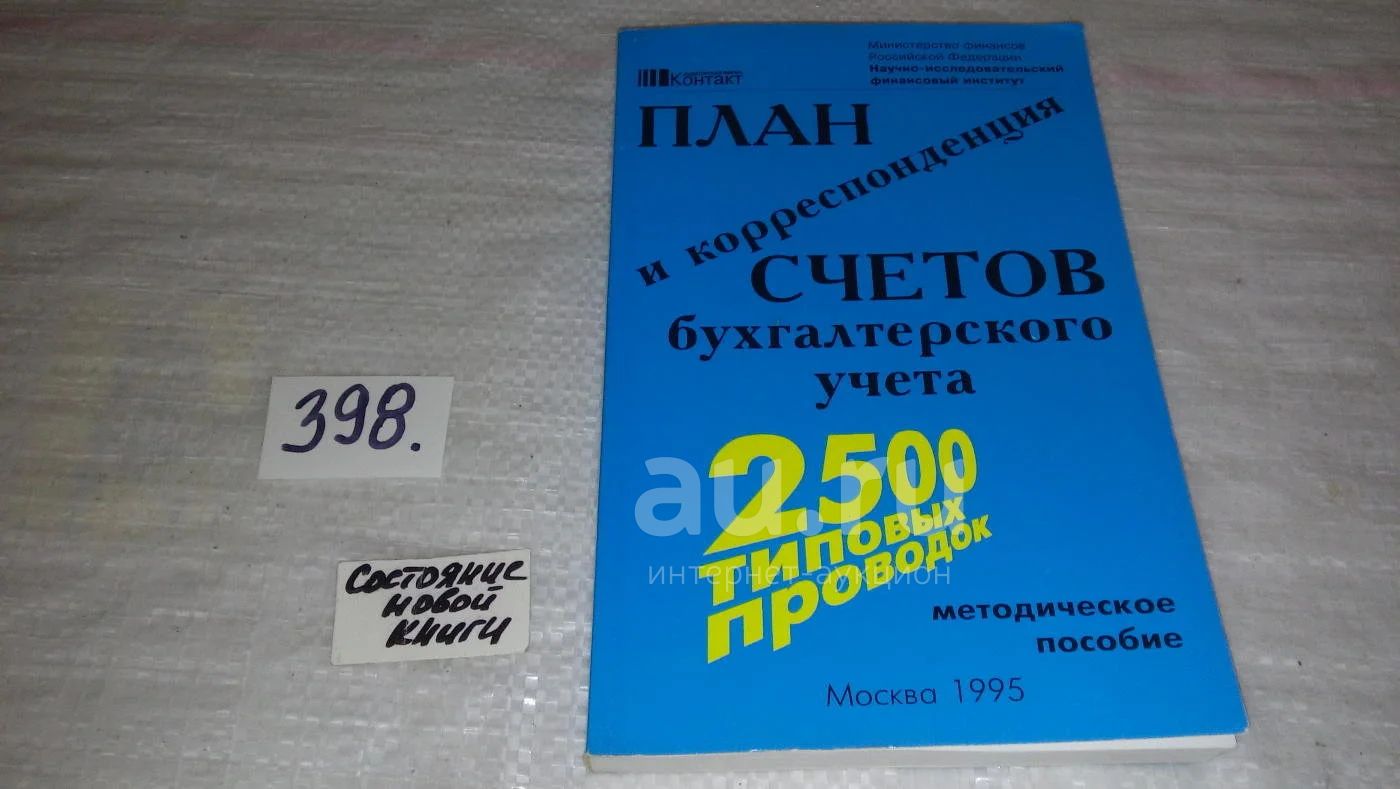 Министерство финансов
Российской Федерации
Научно-исследовательский
финансовый институт
Контакт
ПЛАН
и корреспонденция
СЧЕТОВ
бухгалтерского
учета
2500
типовых
проводок
методическое
пособие
Москва 1995
398.
Состояние
новой
книги
au.ru
интернет-аукцион